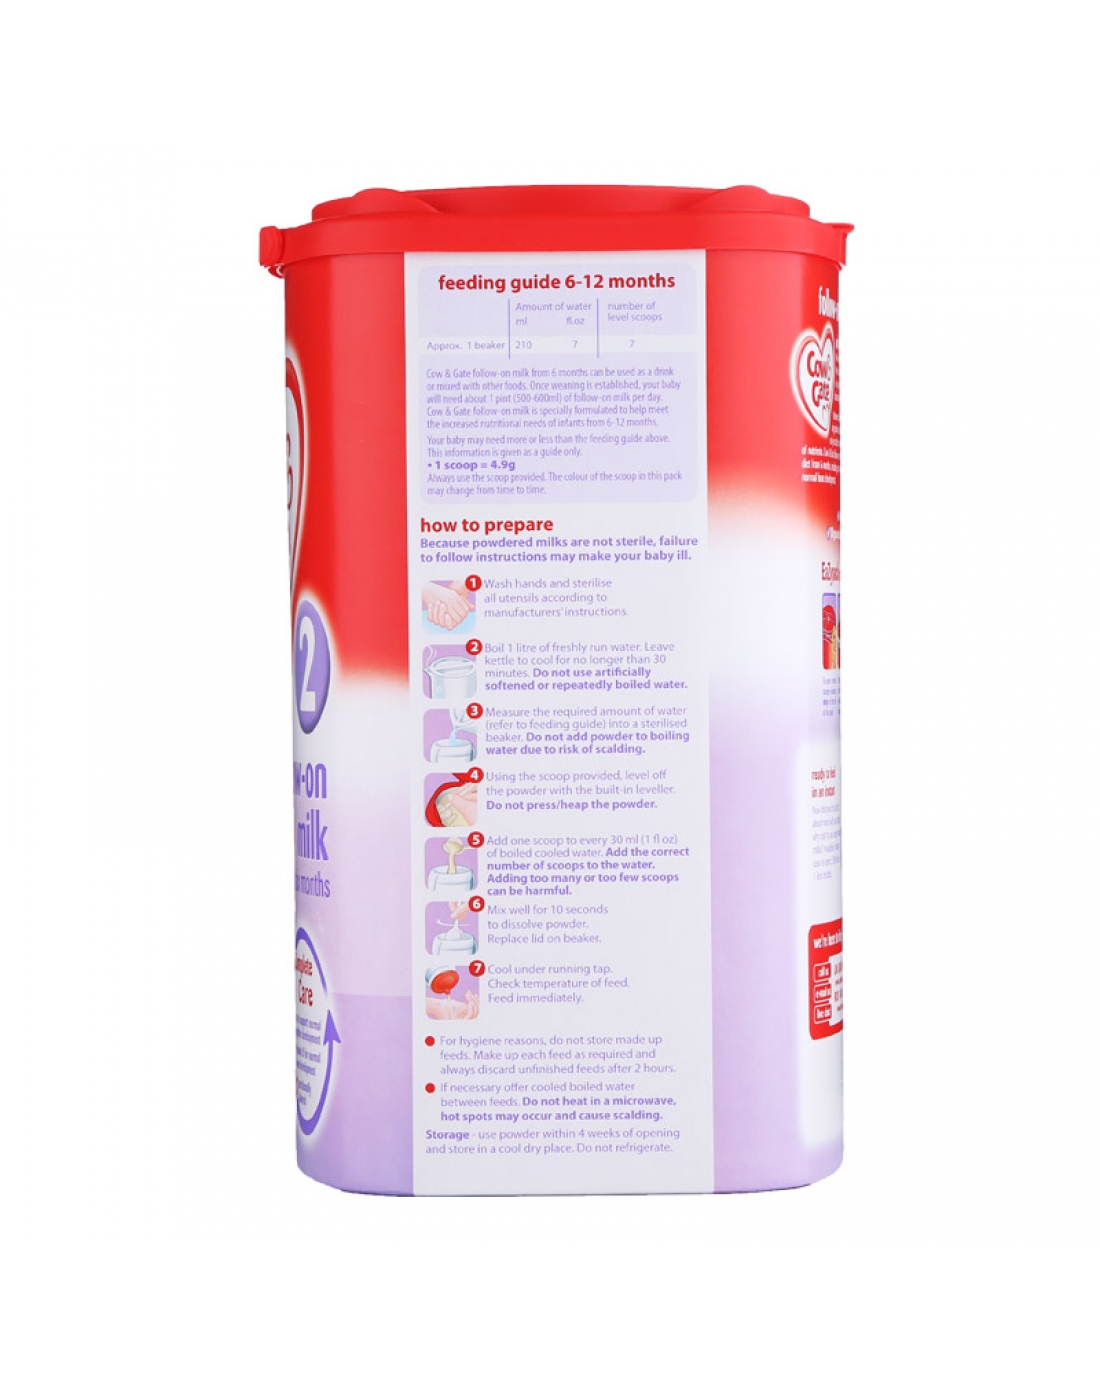 feeding guide 6-12 months
Amount of water
number of
level scoops
ml
fl.oz
Approx. 1 beaker
210
7
7
Cow & Gate follow-on milk from 6 months can be used as a drink
or mixed with other foods. Once weaning is established, your baby
will need about 1 pint (500-600ml) of follow-on milk per day.
Cow & Gate follow-on milk is specially formulated to help meet
the increased nutritional needs of infants from 6-12 months.
Your baby may need more or less than the feeding guide above.
This information is given as a guide only.
• 1 scoop = 4.9g
Always use the scoop provided. The colour of the scoop in this pack
may change from time to time.
how to prepare
Because powdered milks are not sterile, failure
to follow instructions may make your baby ill.
1 Wash hands and sterilise
all utensils according to
manufacturers' instructions.
2 Boil 1 litre of freshly run water. Leave
kettle to cool for no longer than 30
minutes. Do not use artificially
softened or repeatedly boiled water.
3 Measure the required amount of water
(refer to feeding guide) into a sterilised
beaker. Do not add powder to boiling
water due to risk of scalding.
4 Using the scoop provided, level off
the powder with the built-in leveller.
Do not press/heap the powder.
5 Add one scoop to every 30 ml (1 fl oz)
of boiled cooled water. Add the correct
number of scoops to the water.
Adding too many or too few scoops
can be harmful.
6 Mix well for 10 seconds
to dissolve powder.
Replace lid on beaker.
7 Cool under running tap.
Check temperature of feed.
Feed immediately.
• For hygiene reasons, do not store made up
feeds. Make up each feed as required and
always discard unfinished feeds after 2 hours.
• If necessary offer cooled boiled water
between feeds. Do not heat in a microwave,
hot spots may occur and cause scalding.
Storage - use powder within 4 weeks of opening
and store in a cool dry place. Do not refrigerate.
2
w-on
milk
months
Care
Cow &
Gate
ready to feed
in an instant
we're here to
call us
e-mail us
live chat